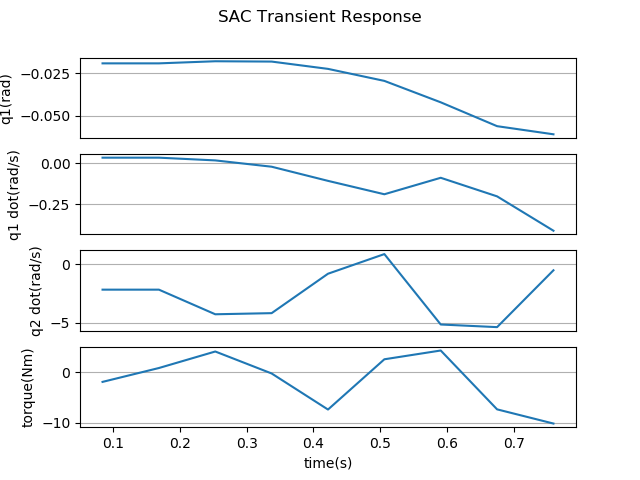 SAC Transient Response
q1(rad)
−0.025
−0.050
q1 dot(rad/s)
0.00
−0.25
q2 dot(rad/s)
0
−5
torque(Nm)
0
−10
0.1 0.2 0.3 0.4 0.5 0.6 0.7
time(s)